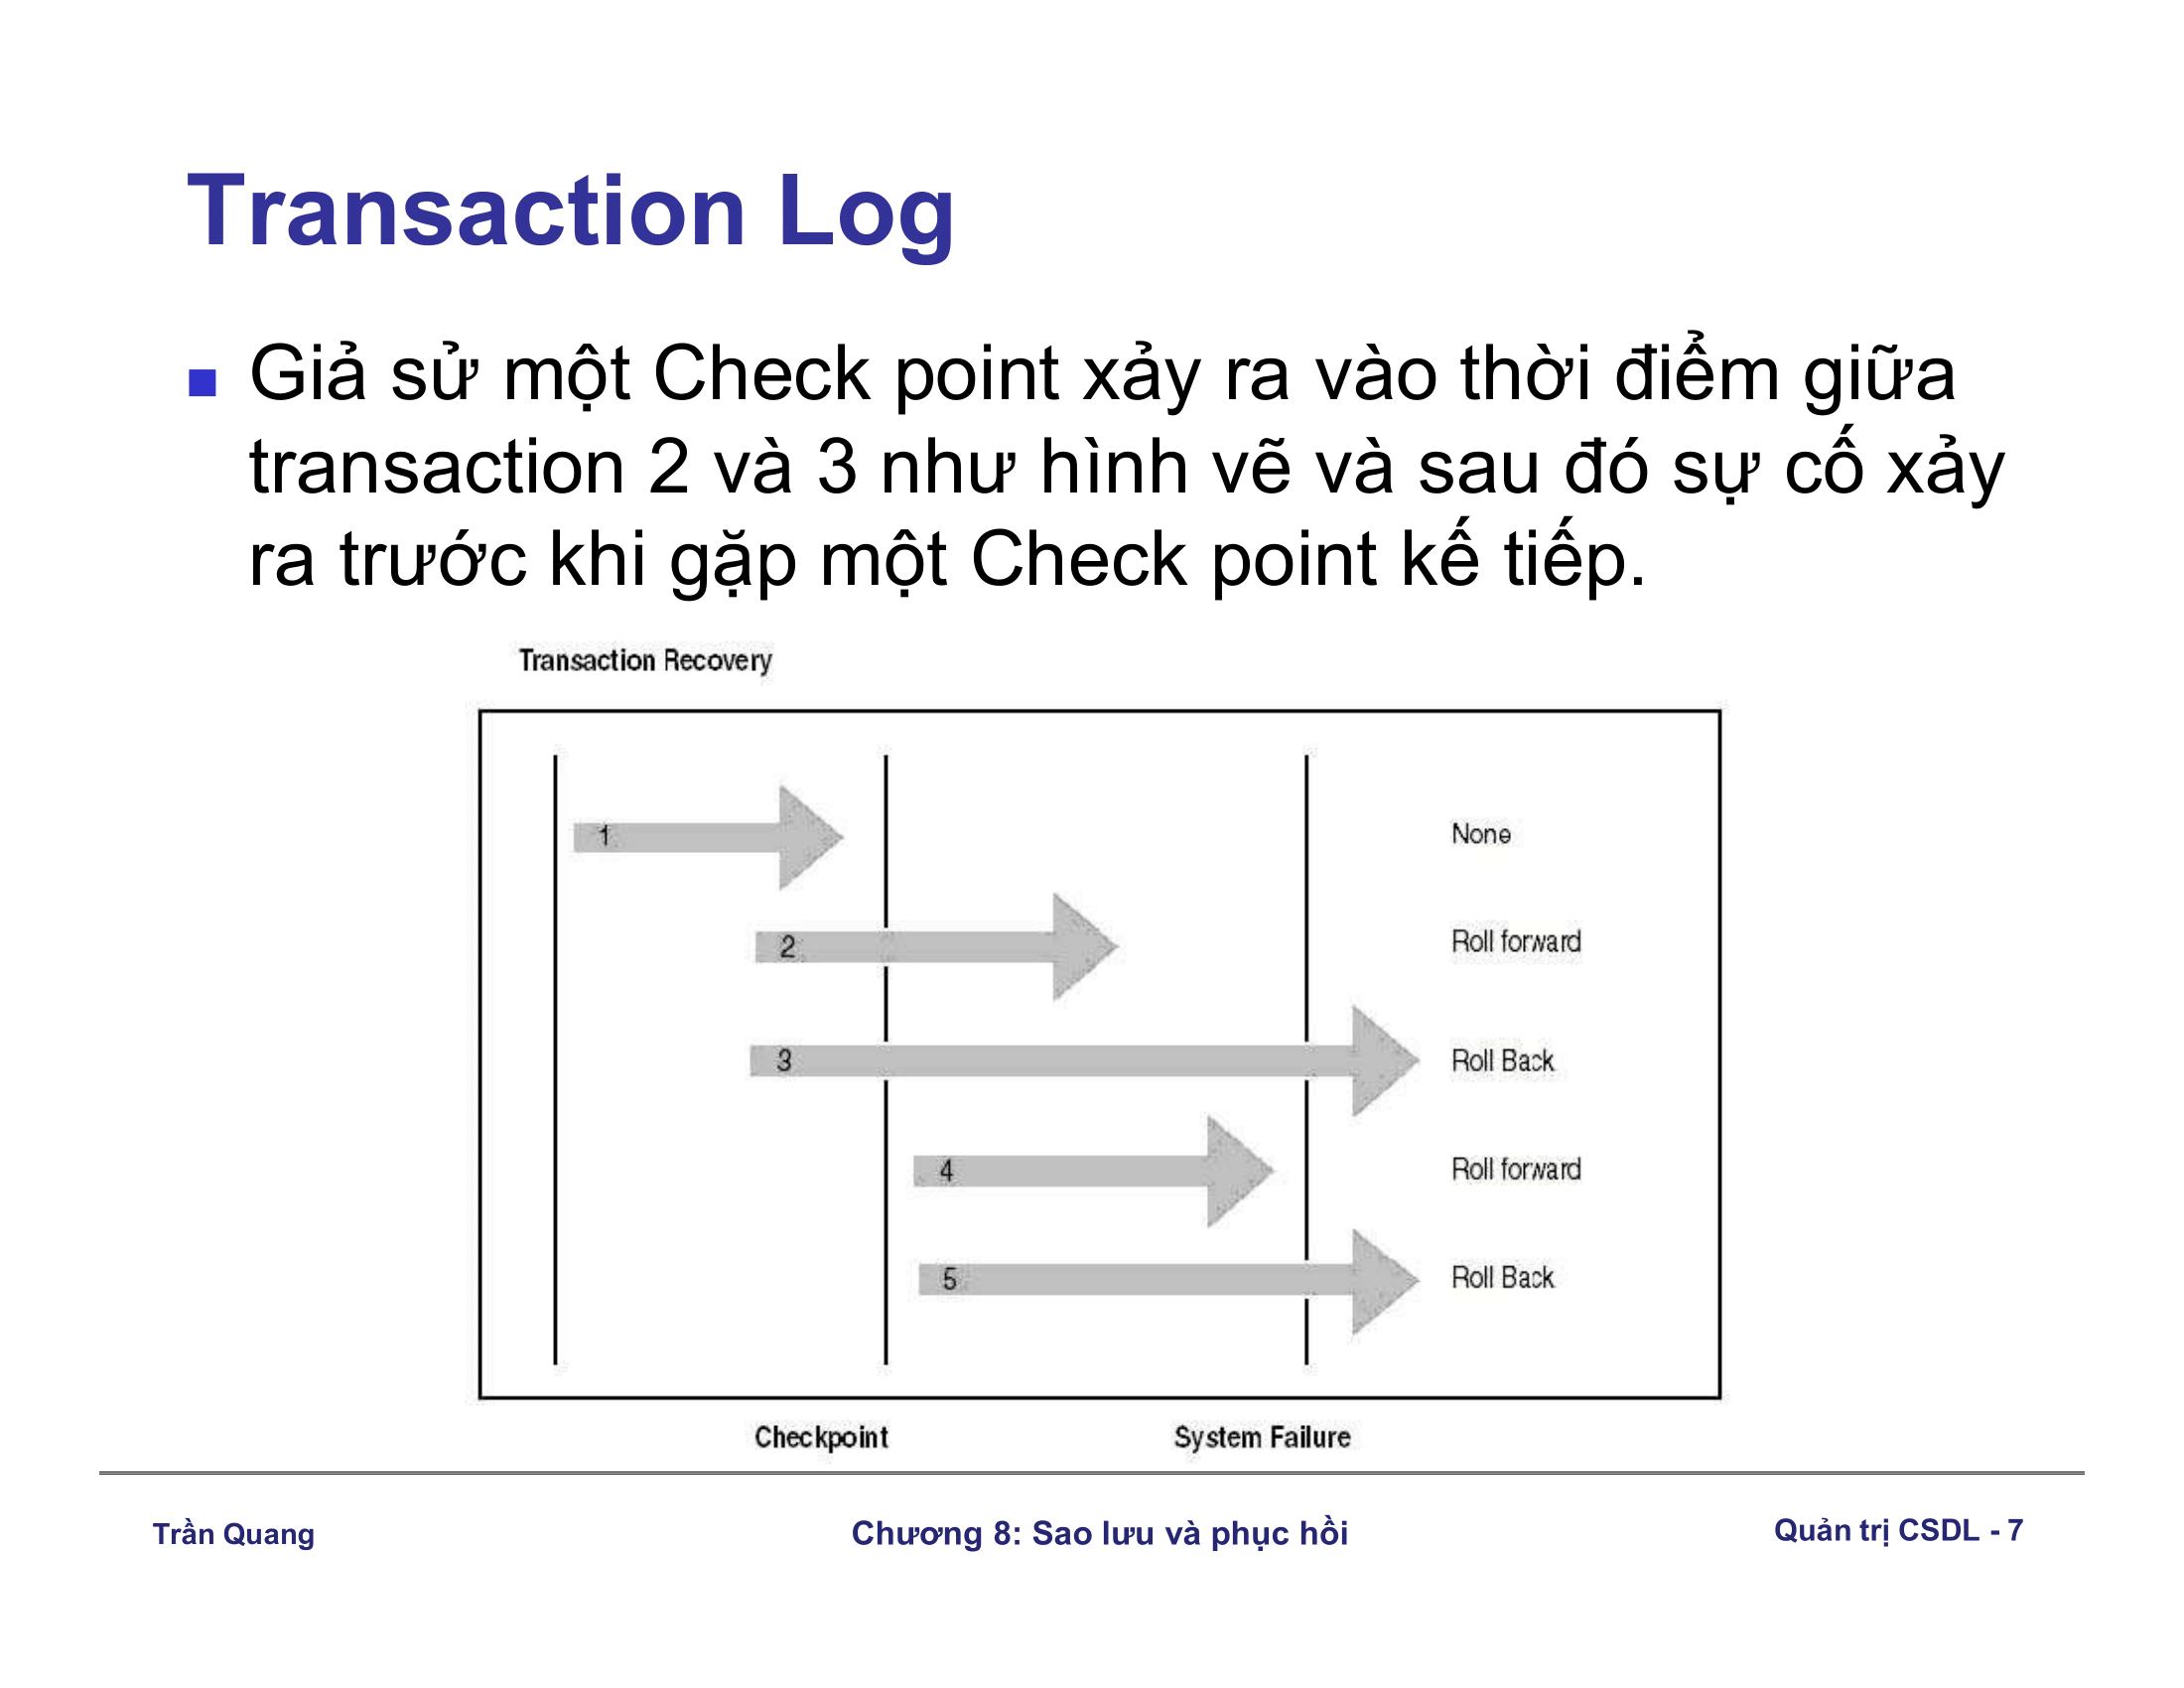 Transaction Log
Giả sử một Check point xảy ra vào thời điểm giữa
transaction 2 và 3 như hình vẽ và sau đó sự cố xảy
ra trước khi gặp một Check point kế tiếp.
Transaction Recovery
1 None
2 Roll forward
3 Roll Back
4 Roll forward
5 Roll Back
Checkpoint System Failure
Trần Quang Chương 8: Sao lưu và phục hồi Quản trị CSDL - 7